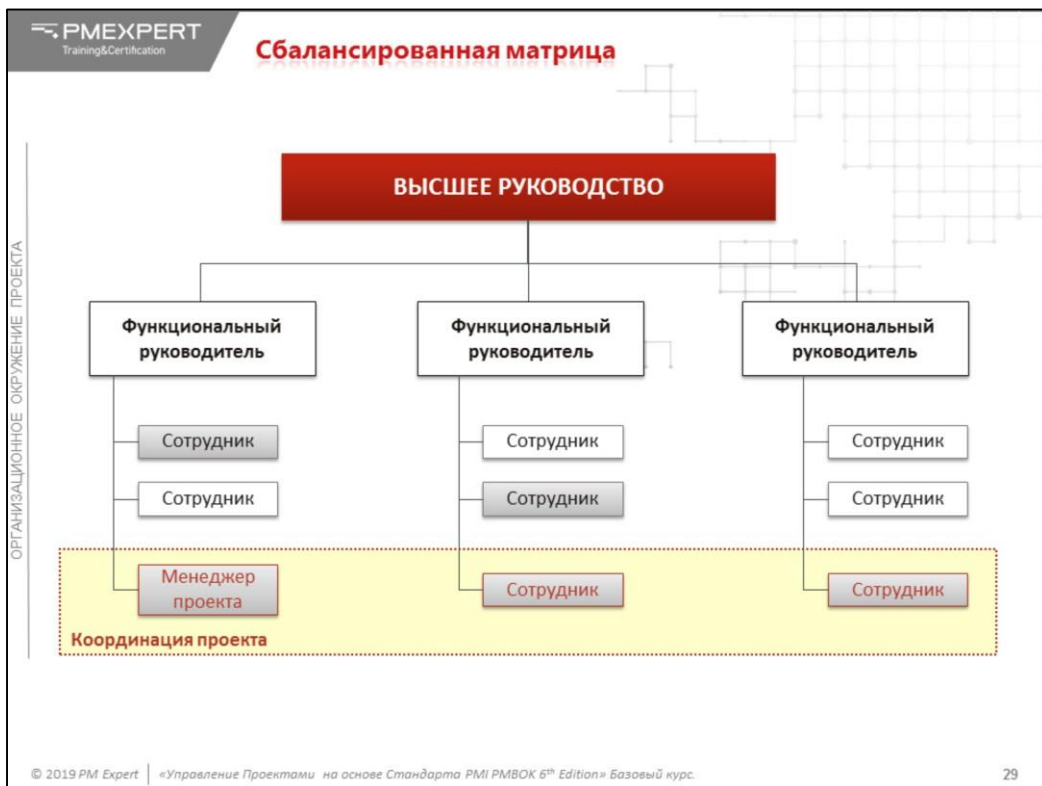 PMEXPERT
Training&Certification
Сбалансированная матрица
ОРГАНИЗАЦИОННОЕ ОКРУЖЕНИЕ ПРОЕКТА
ВЫСШЕЕ РУКОВОДСТВО
Функциональный
руководитель
Функциональный
руководитель
Функциональный
руководитель
Сотрудник
Сотрудник
Сотрудник
Сотрудник
Сотрудник
Сотрудник
Менеджер
проекта
Сотрудник
Сотрудник
Координация проекта
© 2019 PM Expert
«Управление Проектами на основе Стандарта PMI PMBOK 6th Edition» Базовый курс.
29